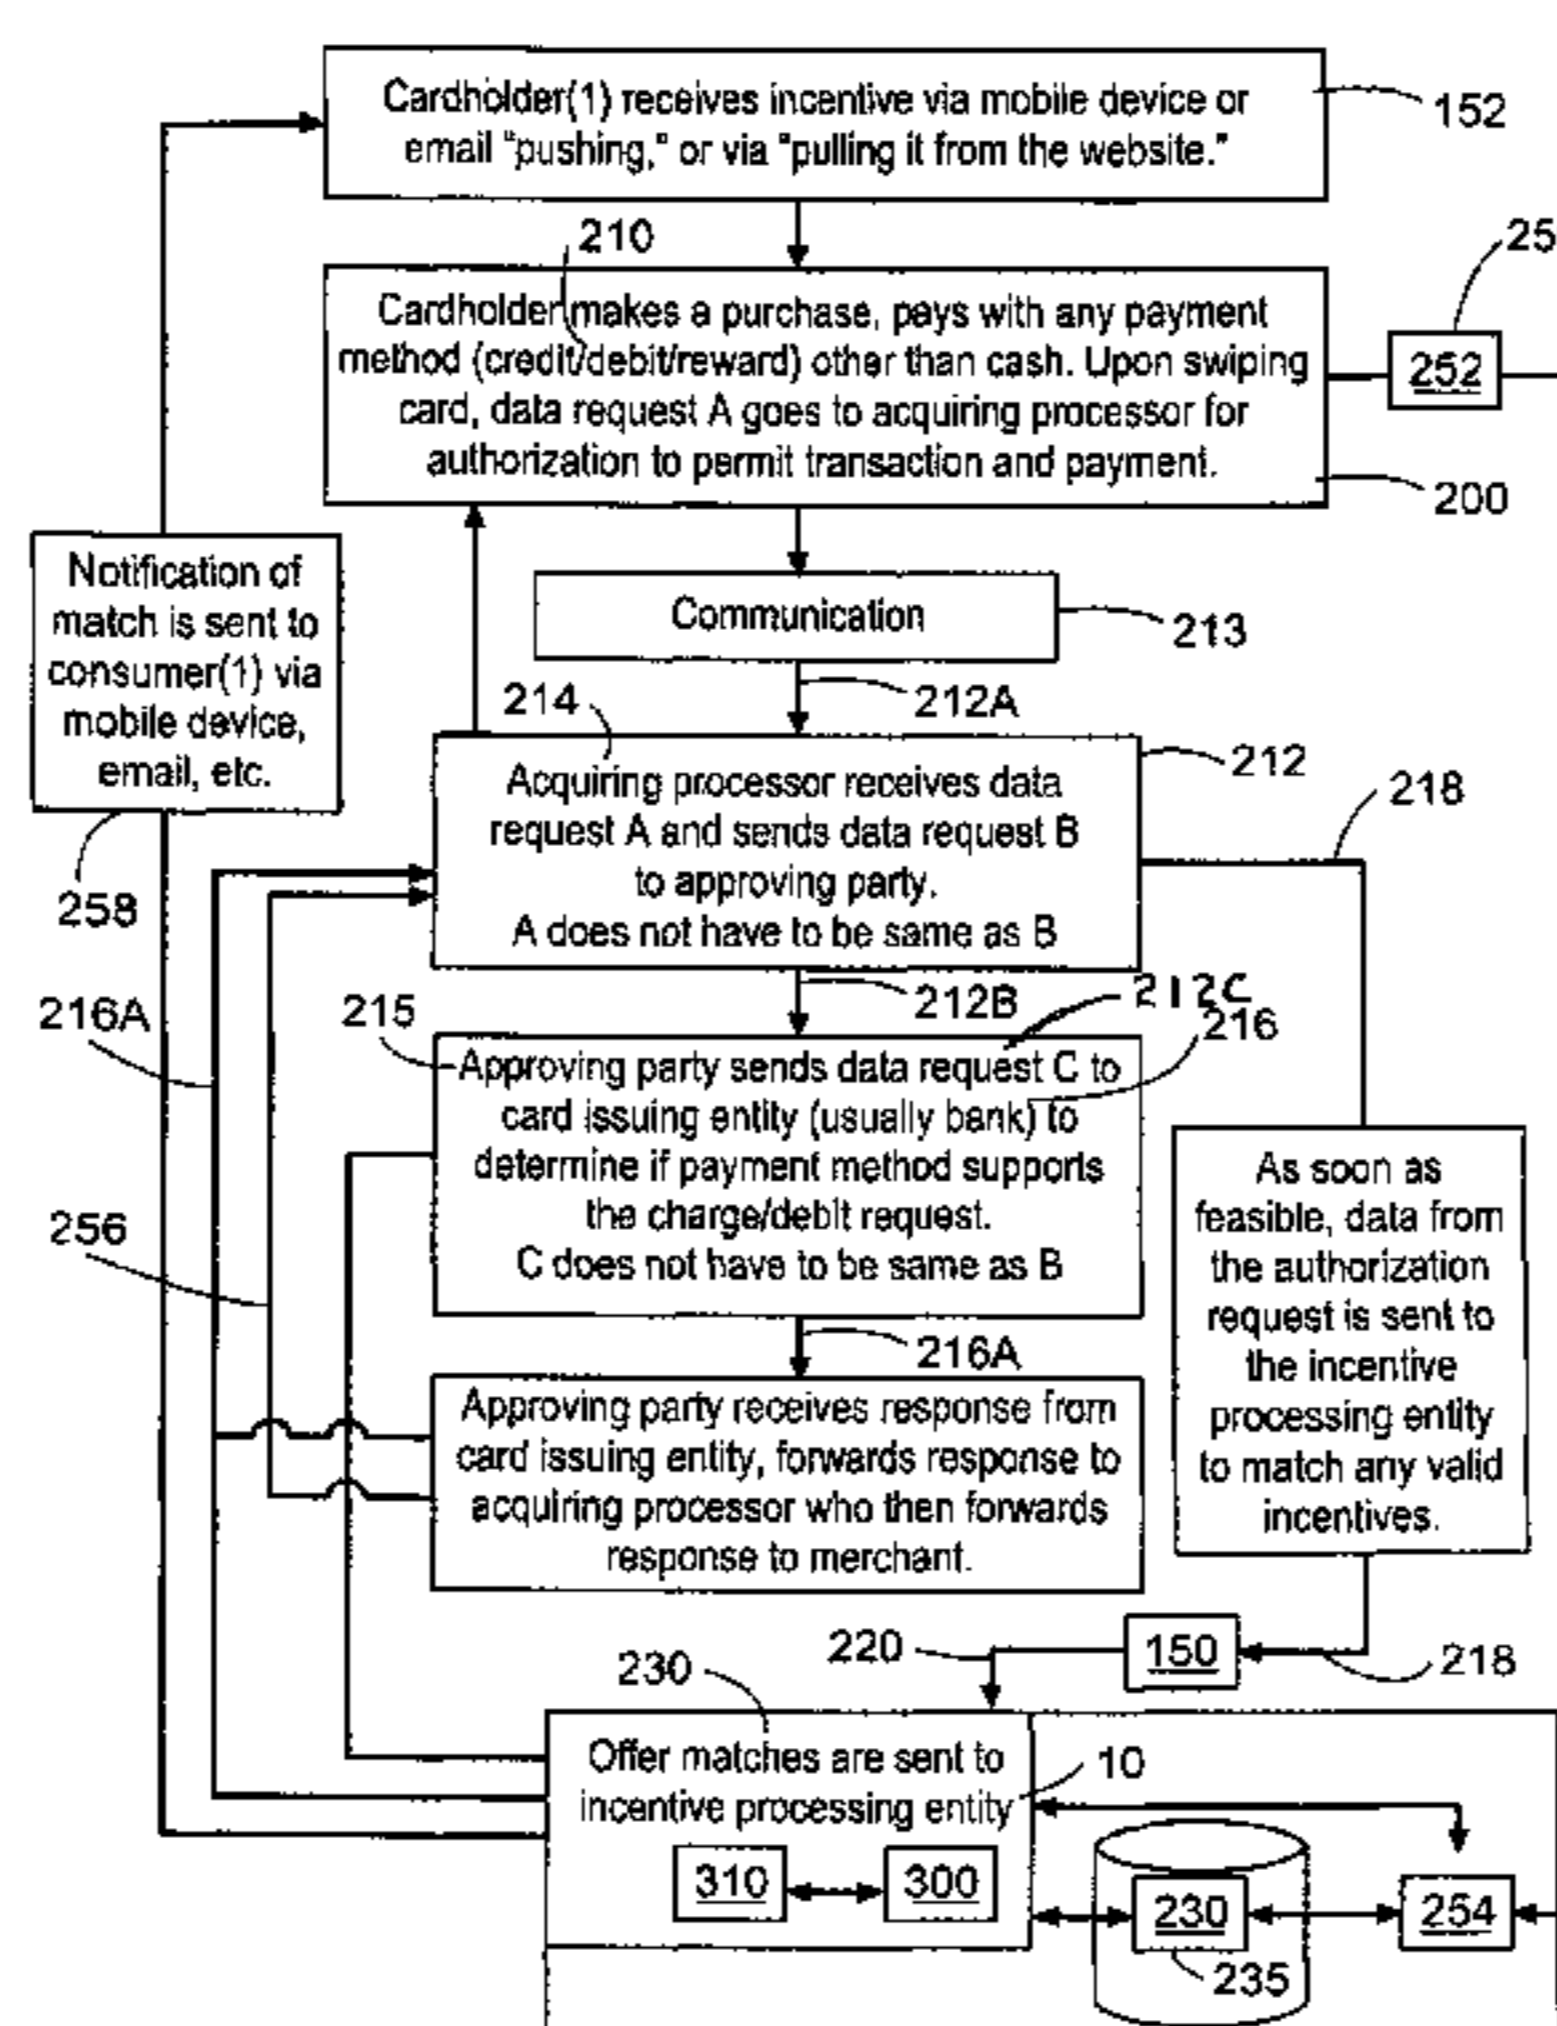 Cardholder(1) receives incentive via mobile device or
email "pushing," or via "pulling it from the website."
152
210
25
Cardholder makes a purchase, pays with any payment
method (credit/debit/reward) other than cash. Upon swiping
card, data request A goes to acquiring processor for
authorization to permit transaction and payment.
252
200
Notification of
match is sent to
consumer(1) via
mobile device,
email, etc.
258
Communication
213
212A
214
212
218
Acquiring processor receives data
request A and sends data request B
to approving party.
A does not have to be same as B
212B
212C
216
216A
215
Approving party sends data request C to
card issuing entity (usually bank) to
determine if payment method supports
the charge/debit request.
C does not have to be same as B
256
As soon as
feasible, data from
the authorization
request is sent to
the incentive
processing entity
to match any valid
incentives.
216A
Approving party receives response from
card issuing entity, forwards response to
acquiring processor who then forwards
response to merchant.
220
150
218
230
Offer matches are sent to
incentive processing entity
10
310
300
230
254
235